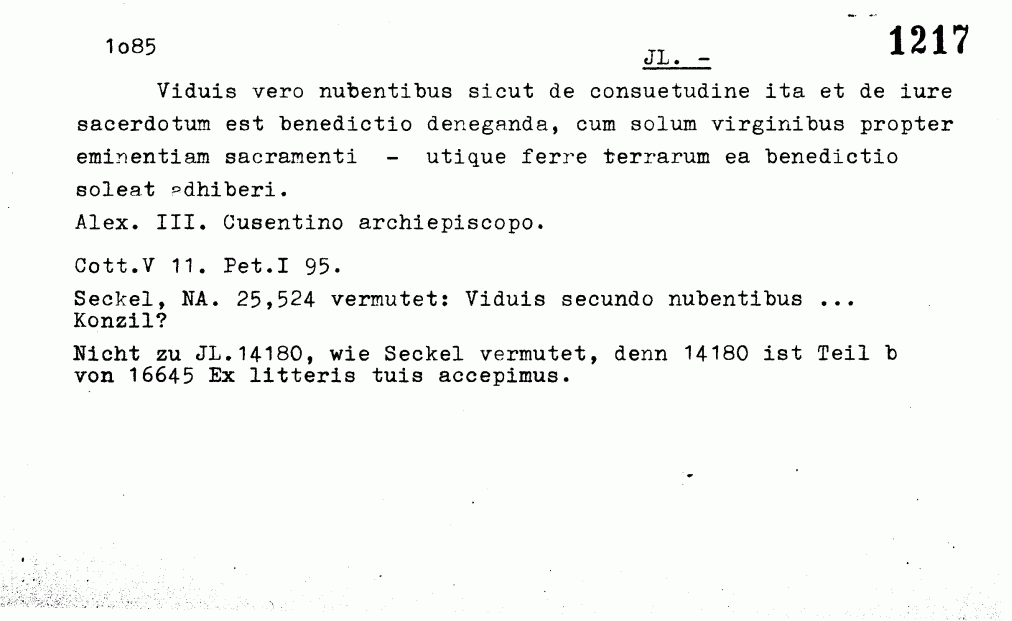 1o85
JL. -
1217
Viduis vero nubentibus sicut de consuetudine ita et de iure
sacerdotum est benedictio deneganda, cum solum virginibus propter
eminentiam sacramenti - utique ferre terrarum ea benedictio
soleat adhiberi.
Alex. III. Cusentino archiepiscopo.
Cott.V 11. Pet.I 95.
Seckel, NA. 25,524 vermutet: Viduis secundo nubentibus ...
Konzil?
Nicht zu JL.14180, wie Seckel vermutet, denn 14180 ist Teil b
von 16645 Ex litteris tuis accepimus.